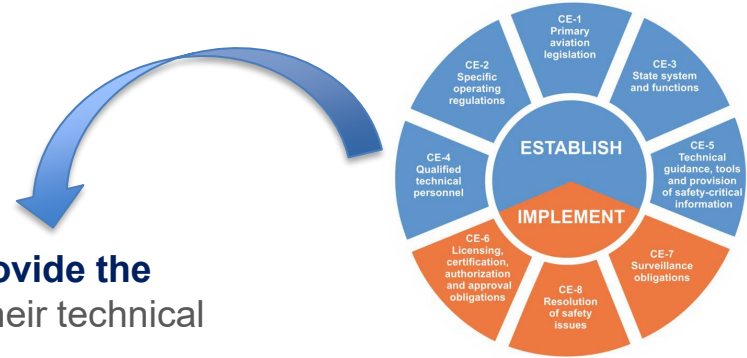 CE-1
Primary
aviation
legislation
CE-2
Specific
operating
regulations
CE-3
State system
and functions
CE-4
Qualified
technical
personnel
ESTABLISH
CE-5
Technical
guidance, tools
and provision
of safety-critical
information
IMPLEMENT
CE-6
Licensing,
certification,
authorization
and approval
obligations
CE-7
Surveillance
obligations
CE-8
Resolution
of safety
issues
ovide the
heir technical